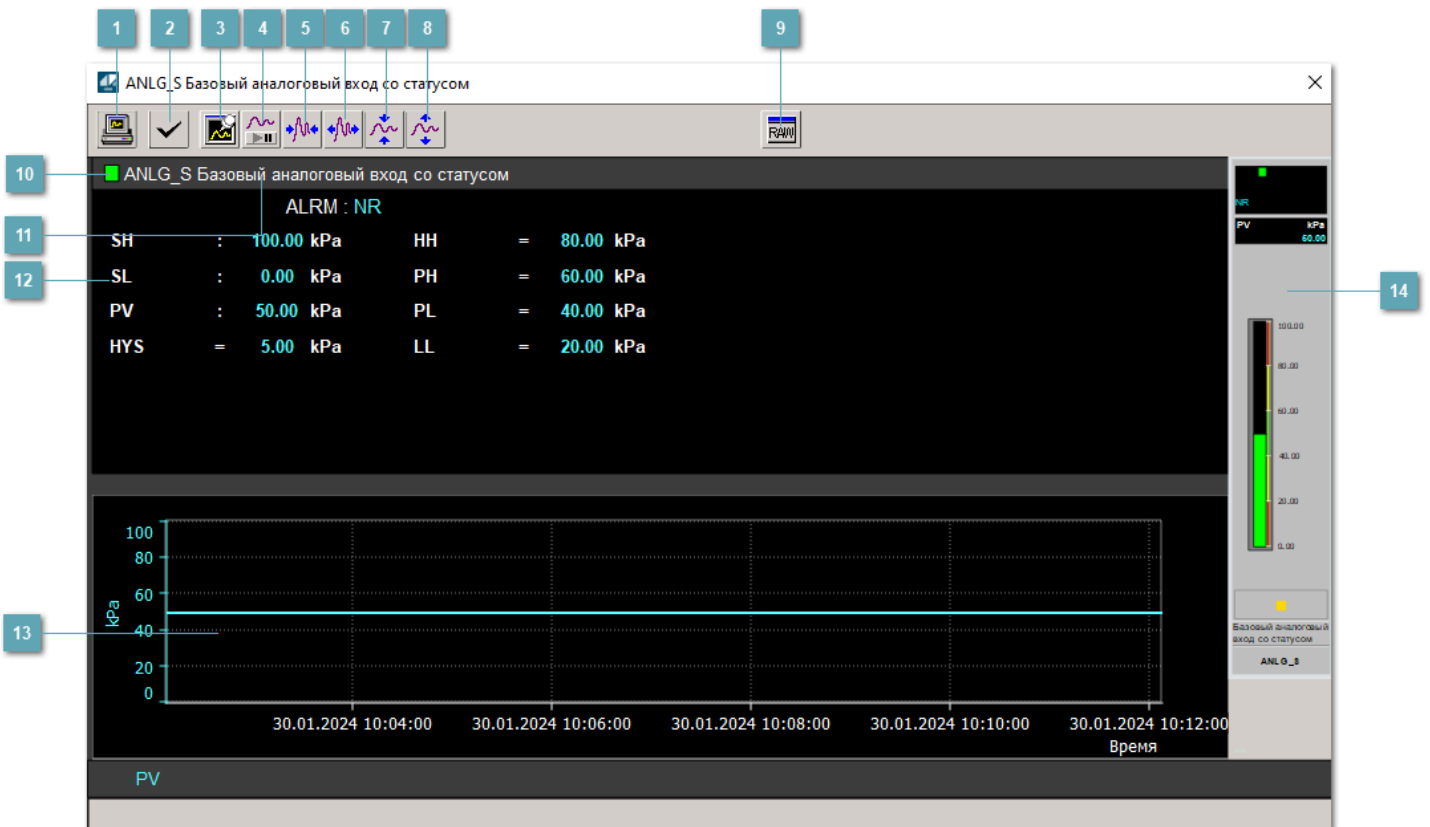 1 2 3 4 5 6 7 8 9
ANLG_S Базовый аналоговый вход со статусом
RAW
10
ANLG_S Базовый аналоговый вход со статусом
ALRM : NR
11
SH : 100.00 kPa HH = 80.00 kPa
12
SL : 0.00 kPa PH = 60.00 kPa
PV : 50.00 kPa PL = 40.00 kPa
HYS = 5.00 kPa LL = 20.00 kPa
NR
PV kPa
50.00
14
100.00
80.00
60.00
40.00
20.00
0.00
Базовый аналоговый
вход со статусом
ANLG_S
13
kPa
100
80
60
40
20
0
30.01.2024 10:04:00 30.01.2024 10:06:00 30.01.2024 10:08:00 30.01.2024 10:10:00 30.01.2024 10:12:00
Время
PV